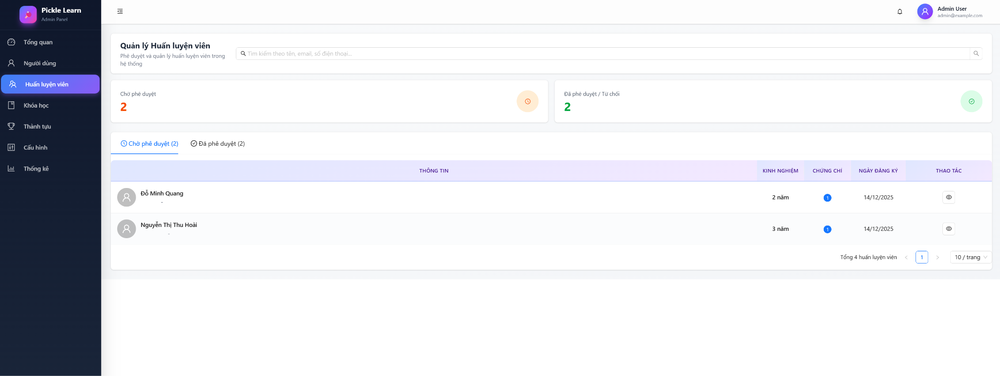 Pickle Learn
Admin Panel
Tổng quan
Người dùng
Huấn luyện viên
Khóa học
Thành tựu
Cấu hình
Thống kê
Admin User
admin@example.com
Quản lý Huấn luyện viên
Phê duyệt và quản lý huấn luyện viên trong
hệ thống
Tìm kiếm theo tên, email, số điện thoại...
Chờ phê duyệt
2
Đã phê duyệt / Từ chối
2
Chờ phê duyệt (2) Đã phê duyệt (2)
THÔNG TIN KINH NGHIỆM CHỨNG CHỈ NGÀY ĐĂNG KÝ THAO TÁC
Đỗ Minh Quang
-
2 năm 1 14/12/2025
Nguyễn Thị Thu Hoài
-
3 năm 1 14/12/2025
Tổng 4 huấn luyện viên < 1 > 10 / trang